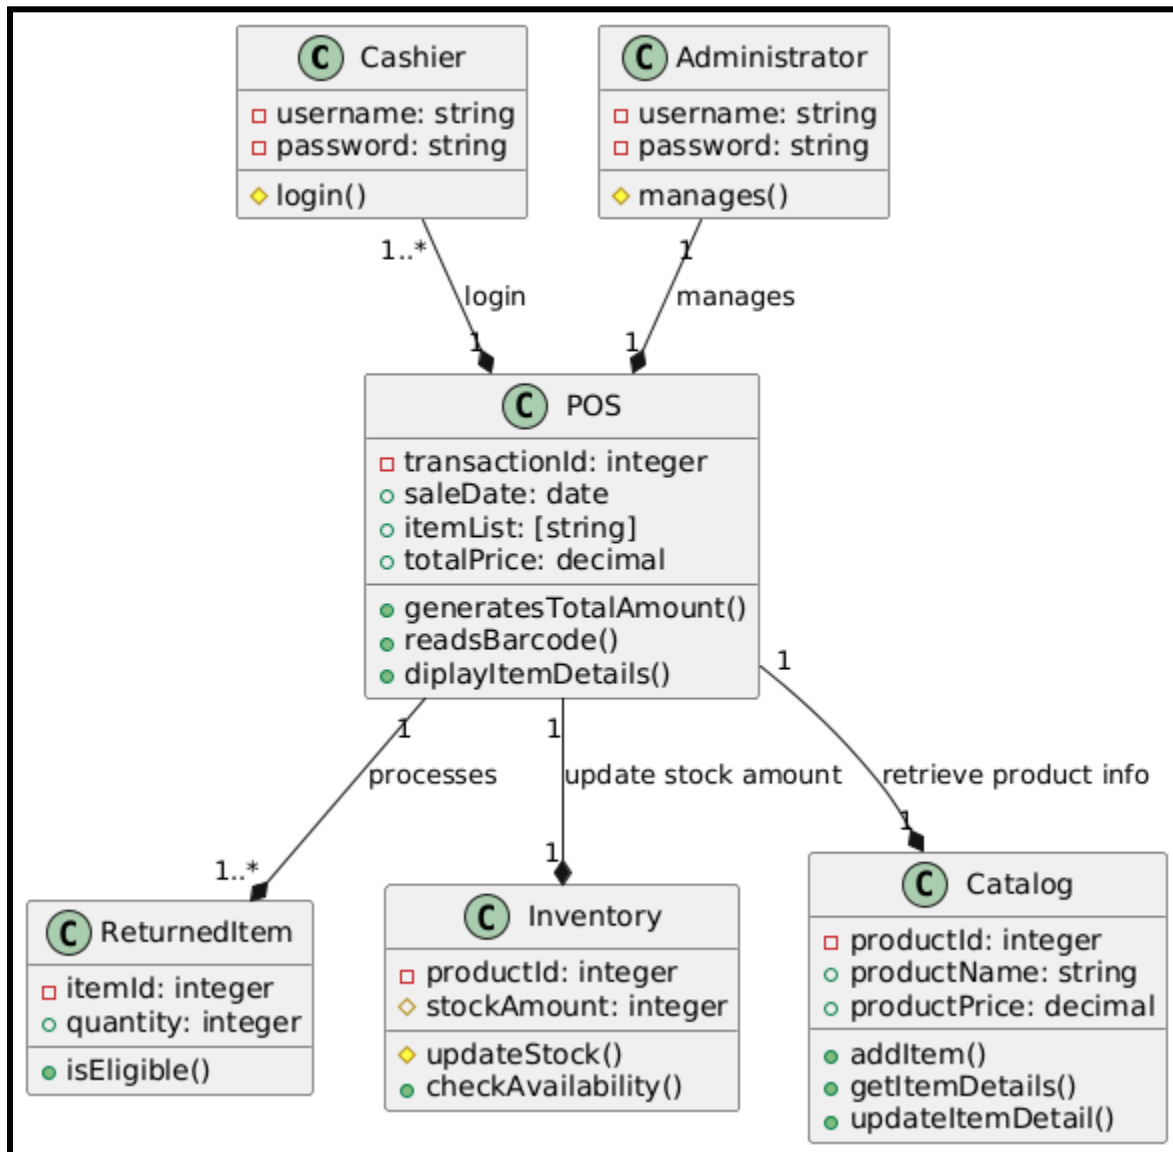 C Cashier
username: string
password: string
login()
C Administrator
username: string
password: string
manages()
1..*
login
1
1
manages
1
C POS
transactionId: integer
saleDate: date
itemList: [string]
totalPrice: decimal
generatesTotalAmount()
readsBarcode()
diplayItemDetails()
1
processes
1..*
1
update stock amount
1
1
retrieve product info
1
C ReturnedItem
itemId: integer
quantity: integer
isEligible()
C Inventory
productId: integer
stockAmount: integer
updateStock()
checkAvailability()
C Catalog
productId: integer
productName: string
productPrice: decimal
addItem()
getItemDetails()
updateItemDetail()